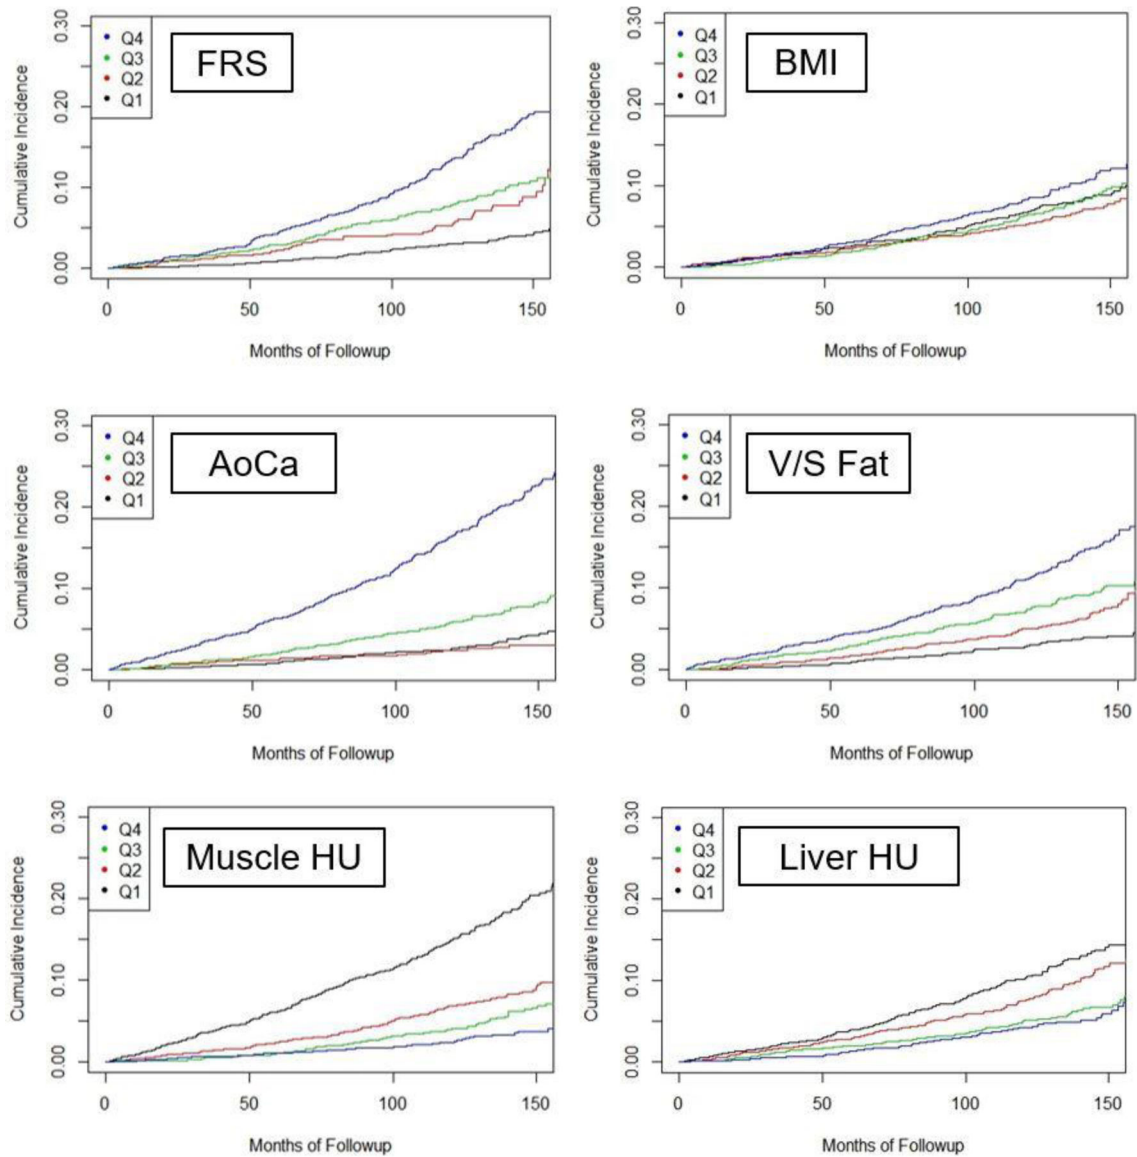 FRS
Q4
Q3
Q2
Q1
Cumulative Incidence
0.00 0.10 0.20 0.30
0 50 100 150
Months of Followup
BMI
Q4
Q3
Q2
Q1
Cumulative Incidence
0.00 0.10 0.20 0.30
0 50 100 150
Months of Followup
AoCa
Q4
Q3
Q2
Q1
Cumulative Incidence
0.00 0.10 0.20 0.30
0 50 100 150
Months of Followup
V/S Fat
Q4
Q3
Q2
Q1
Cumulative Incidence
0.00 0.10 0.20 0.30
0 50 100 150
Months of Followup
Muscle HU
Q4
Q3
Q2
Q1
Cumulative Incidence
0.00 0.10 0.20 0.30
0 50 100 150
Months of Followup
Liver HU
Q4
Q3
Q2
Q1
Cumulative Incidence
0.00 0.10 0.20 0.30
0 50 100 150
Months of Followup